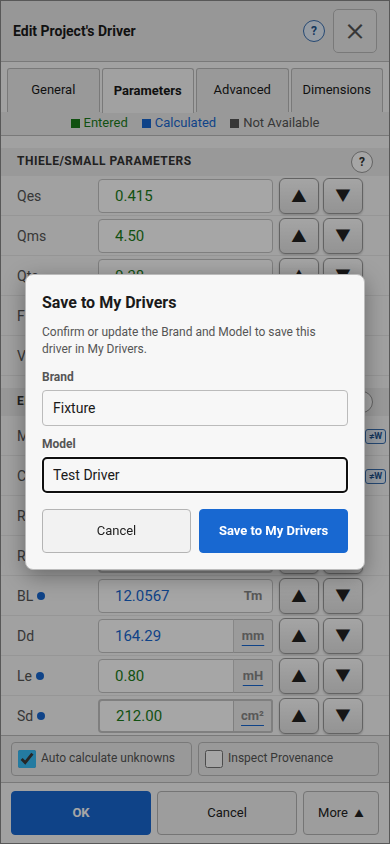 Edit Project's Driver ?
General Parameters Advanced Dimensions
Entered Calculated Not Available
THIELE/SMALL PARAMETERS ?
Qes 0.415
Qms 4.50
Save to My Drivers
Confirm or update the Brand and Model to save this
driver in My Drivers.
Brand
Fixture
Model
Test Driver
Cancel Save to My Drivers
≠W
≠W
BL 12.0567 Tm
Dd 164.29 mm
Le 0.80 mH
Sd 212.00 cm²
Auto calculate unknowns Inspect Provenance
OK Cancel More ▲